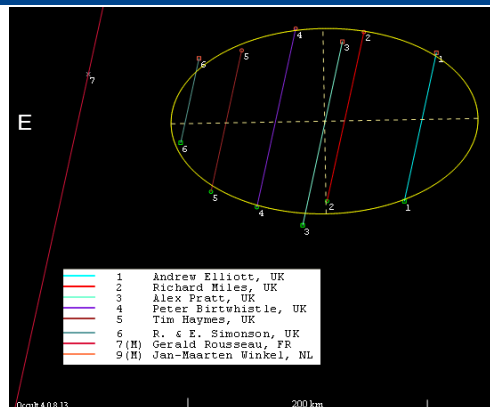 4
2
3
1
5
6
7
E
6
5
4
2
1
3
1 Andrew Elliott, UK
2 Richard Miles, UK
3 Alex Pratt, UK
4 Peter Birtwhistle, UK
5 Tim Haymes, UK
6 R. & E. Simonson, UK
7(M) Gerald Rousseau, FR
9(M) Jan-Maarten Winkel, NL
Occult 4.0.8.13 200 km